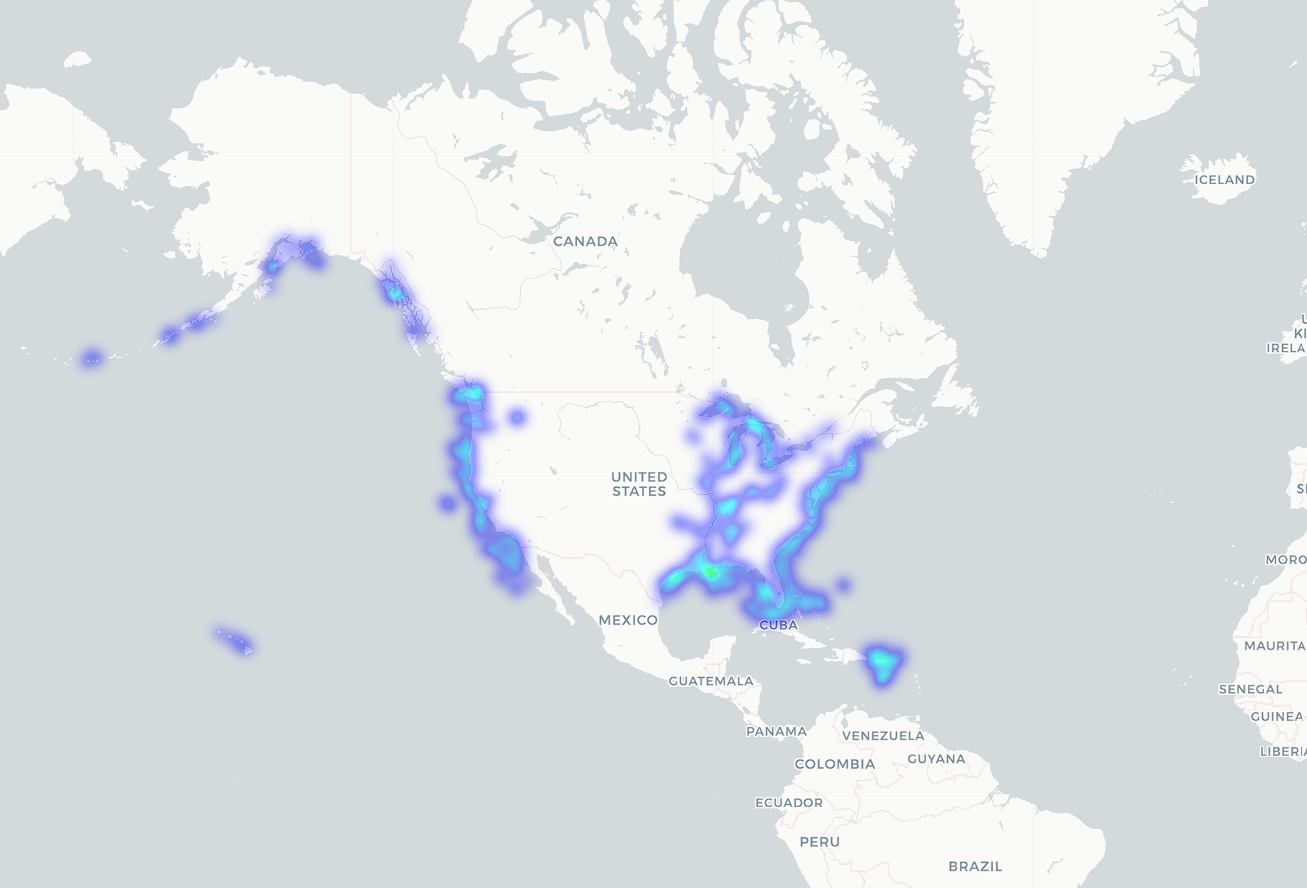 ICELAND
CANADA
U
KI
IRELA
UNITED
STATES
S
MORO
MEXICO
CUBA
MAURITA
GUATEMALA
SENEGAL
GUINEA
PANAMA
VENEZUELA
LIBERIA
COLOMBIA
GUYANA
ECUADOR
PERU
BRAZIL